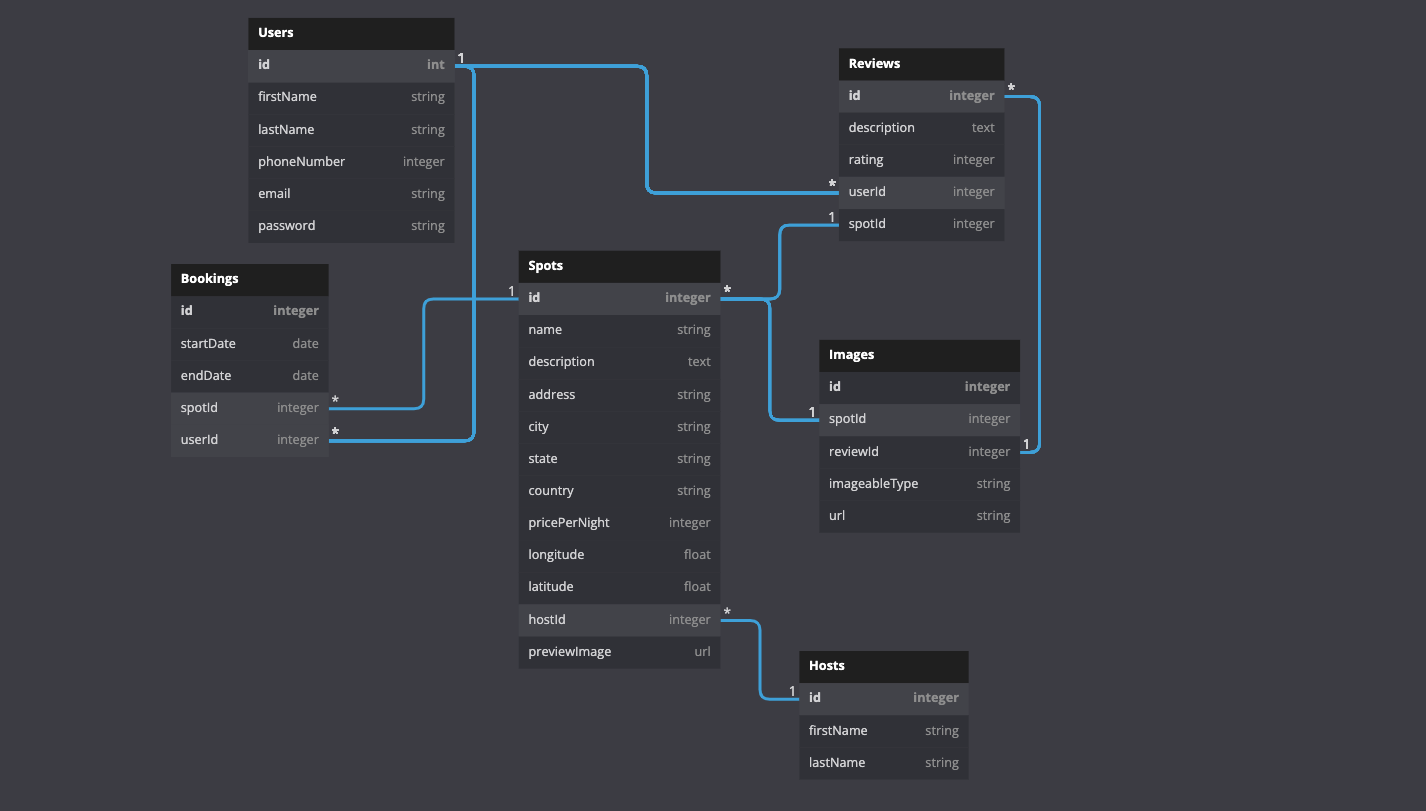 Users
id int
firstName string
lastName string
phoneNumber integer
email string
password string
1
Reviews
id integer
description text
rating integer
userId integer
spotId integer
*
*
1
Bookings
id integer
startDate date
endDate date
spotId integer
userId integer
*
*
Spots
id integer
name string
description text
address string
city string
state string
country string
pricePerNight integer
longitude float
latitude float
hostId integer
previewImage url
1
*
*
Images
id integer
spotId integer
reviewId integer
imageableType string
url string
1
1
Hosts
id integer
firstName string
lastName string
1